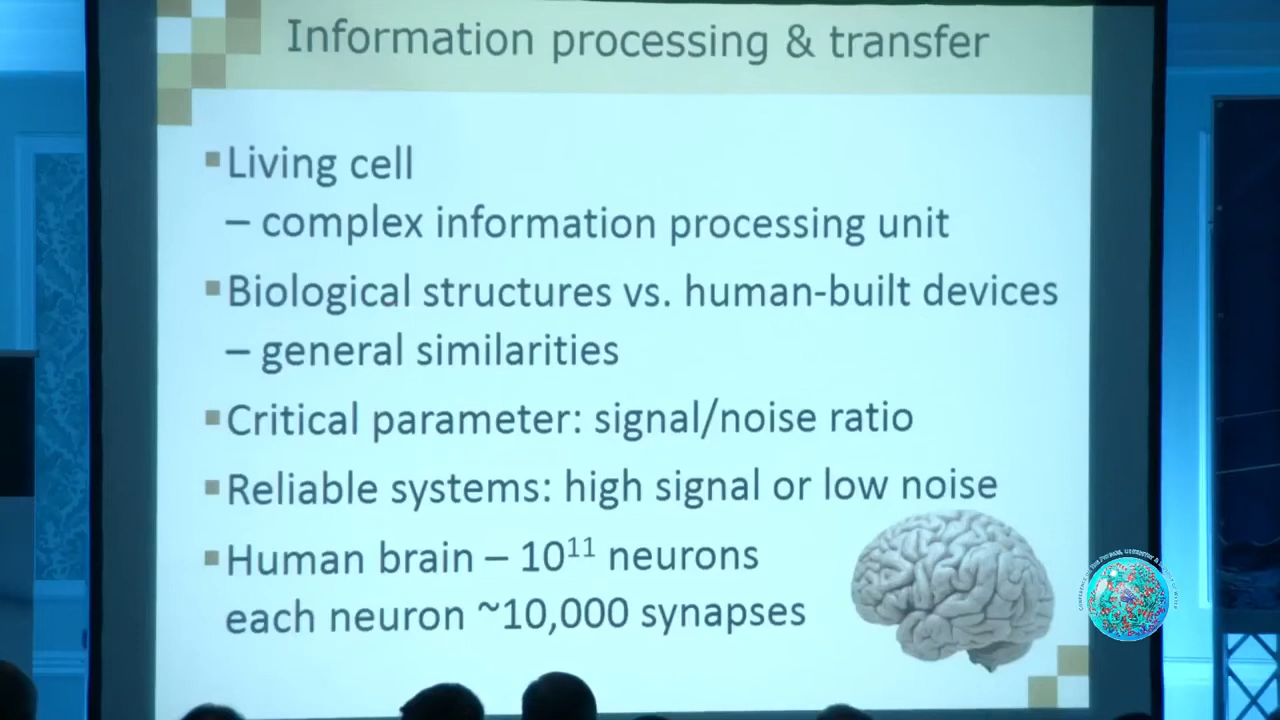 Information processing & transfer
▪Living cell
– complex information processing unit
▪Biological structures vs. human-built devices
– general similarities
▪Critical parameter: signal/noise ratio
▪Reliable systems: high signal or low noise
▪Human brain – 10¹¹ neurons
each neuron ~10,000 synapses